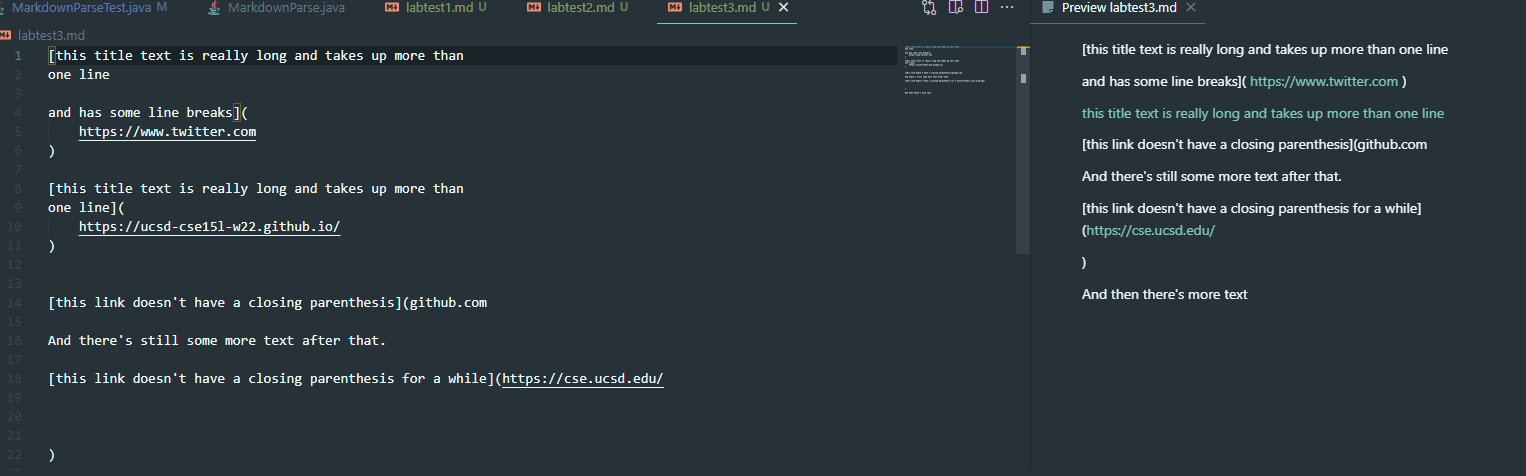 MarkdownParseTest.java M MarkdownParse.java labtest1.md U labtest2.md U labtest3.md U Preview labtest3.md
labtest3.md
1 [this title text is really long and takes up more than
2 one line
3
4 and has some line breaks](
5 https://www.twitter.com
6 )
7
8 [this title text is really long and takes up more than
9 one line](
10 https://ucsd-cse15l-w22.github.io/
11 )
12
13
14 [this link doesn't have a closing parenthesis](github.com
15
16 And there's still some more text after that.
17
18 [this link doesn't have a closing parenthesis for a while](https://cse.ucsd.edu/
19
20
21
22 )
[this title text is really long and takes up more than one line
and has some line breaks]( https://www.twitter.com )
this title text is really long and takes up more than one line
[this link doesn't have a closing parenthesis](github.com
And there's still some more text after that.
[this link doesn't have a closing parenthesis for a while]
(https://cse.ucsd.edu/
)
And then there's more text